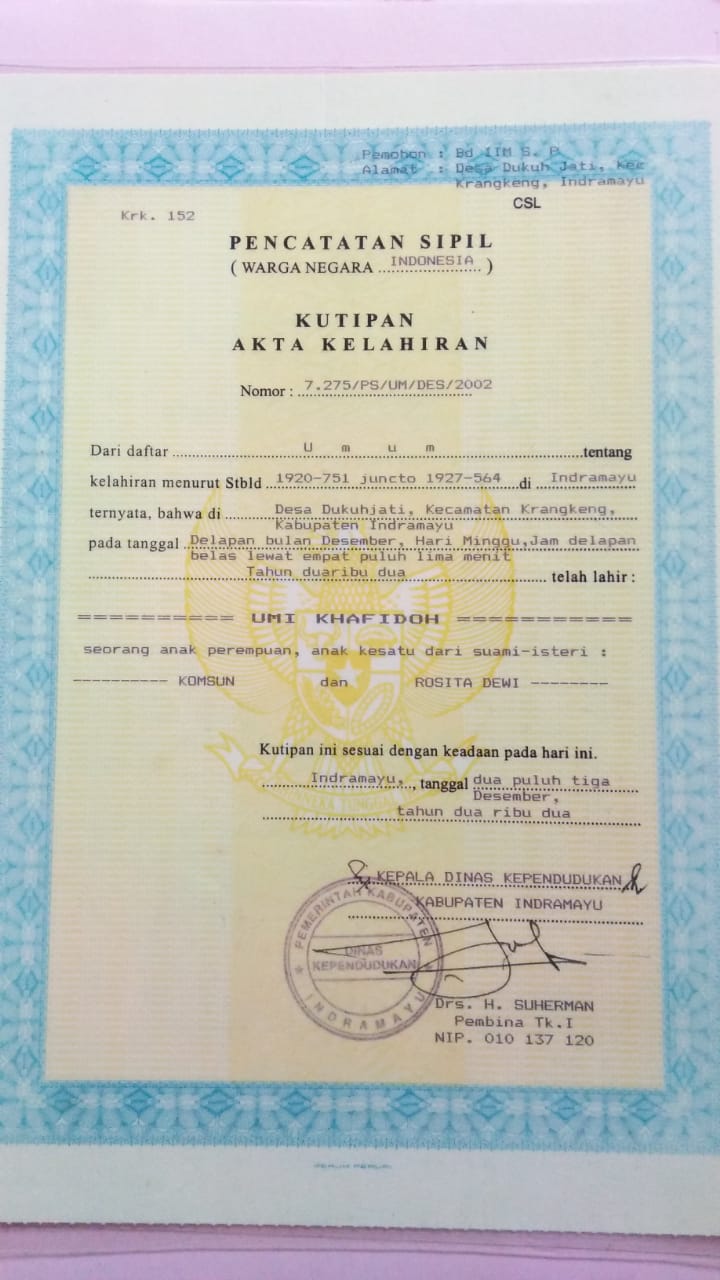 Pemohon : Bd IIM S. P
Alamat : Desa Dukuh Jati, Kec
Krangkeng, Indramayu
CSL
Krk. 152
PENCATATAN SIPIL
( WARGA NEGARA INDONESIA )
KUTIPAN
AKTA KELAHIRAN
Nomor : 7.275/PS/UM/DES/2002
Dari daftar U m u m tentang
kelahiran menurut Stbld 1920-751 juncto 1927-564 di Indramayu
ternyata, bahwa di Desa Dukuhjati, Kecamatan Krangkeng,
Kabupaten Indramayu
pada tanggal Delapan bulan Desember, Hari Minggu,Jam delapan
belas lewat empat puluh lima menit
Tahun duaribu dua telah lahir :
========== UMI KHAFIDOH ===========
seorang anak perempuan, anak kesatu dari suami-isteri :
---------- KOMSUN dan ROSITA DEWI --------
Kutipan ini sesuai dengan keadaan pada hari ini.
Indramayu, tanggal dua puluh tiga
Desember,
tahun dua ribu dua
KEPALA DINAS KEPENDUDUKAN
KABUPATEN INDRAMAYU
PEMERINTAH KABUPATEN
DINAS
KEPENDUDUKAN
INDRAMAYU
Drs. H. SUHERMAN
Pembina Tk.I
NIP. 010 137 120
PERUM PERURI